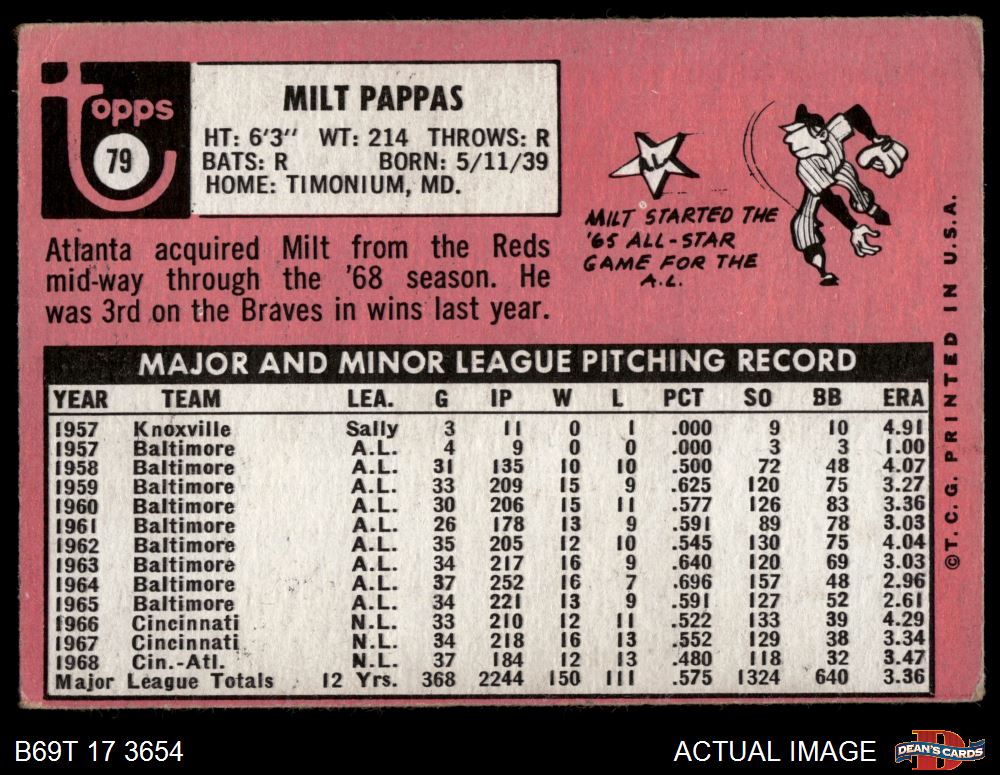 Topps
79
MILT PAPPAS
HT: 6'3'' WT: 214 THROWS: R
BATS: R BORN: 5/11/39
HOME: TIMONIUM, MD.
Atlanta acquired Milt from the Reds
mid-way through the '68 season. He
was 3rd on the Braves in wins last year.
MILT STARTED THE
'65 ALL-STAR
GAME FOR THE
A.L.
MAJOR AND MINOR LEAGUE PITCHING RECORD
YEAR TEAM LEA. G IP W L PCT SO BB ERA
1957 Knoxville Sally 3 11 0 1 .000 9 10 4.91
1957 Baltimore A.L. 4 9 0 0 .000 3 3 1.00
1958 Baltimore A.L. 31 135 10 10 .500 72 48 4.07
1959 Baltimore A.L. 33 209 15 9 .625 120 75 3.27
1960 Baltimore A.L. 30 206 15 11 .577 126 83 3.36
1961 Baltimore A.L. 26 178 13 9 .591 89 78 3.03
1962 Baltimore A.L. 35 205 12 10 .545 130 75 4.04
1963 Baltimore A.L. 34 217 16 9 .640 120 69 3.03
1964 Baltimore A.L. 37 252 16 7 .696 157 48 2.96
1965 Baltimore A.L. 34 221 13 9 .591 127 52 2.61
1966 Cincinnati N.L. 33 210 12 11 .522 133 39 4.29
1967 Cincinnati N.L. 34 218 16 13 .552 129 38 3.34
1968 Cin.-Atl. N.L. 37 184 12 13 .480 118 32 3.47
Major League Totals 12 Yrs. 368 2244 150 111 .575 1324 640 3.36
©T.C.G. PRINTED IN U.S.A.
B69T 17 3654
ACTUAL IMAGE
DEAN'S CARDS